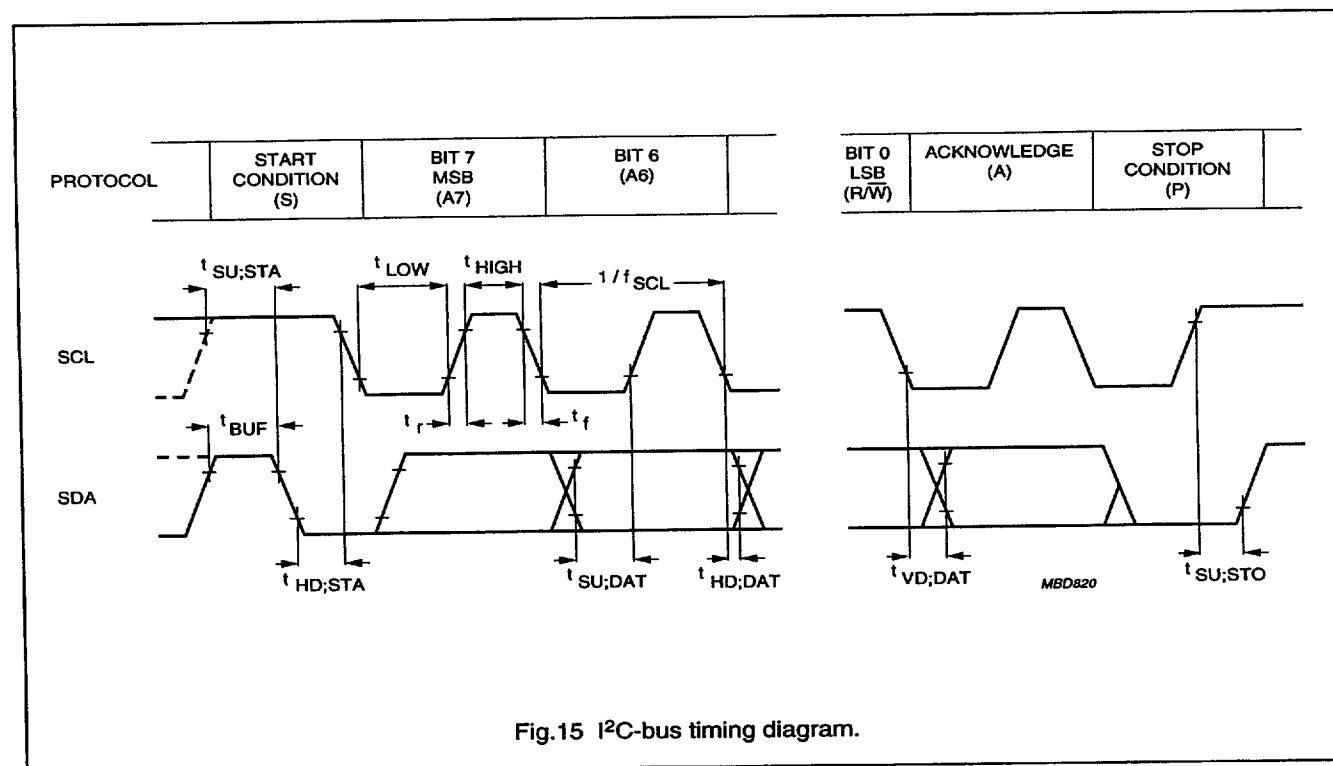 PROTOCOL
START
CONDITION
(S)
BIT 7
MSB
(A7)
BIT 6
(A6)
BIT 0
LSB
(R/W̅)
ACKNOWLEDGE
(A)
STOP
CONDITION
(P)
t SU;STA
t LOW
t HIGH
1 / f SCL
SCL
t BUF
t r
t f
SDA
t HD;STA
t SU;DAT
t HD;DAT
t VD;DAT
MBD820
t SU;STO
Fig.15 I²C-bus timing diagram.